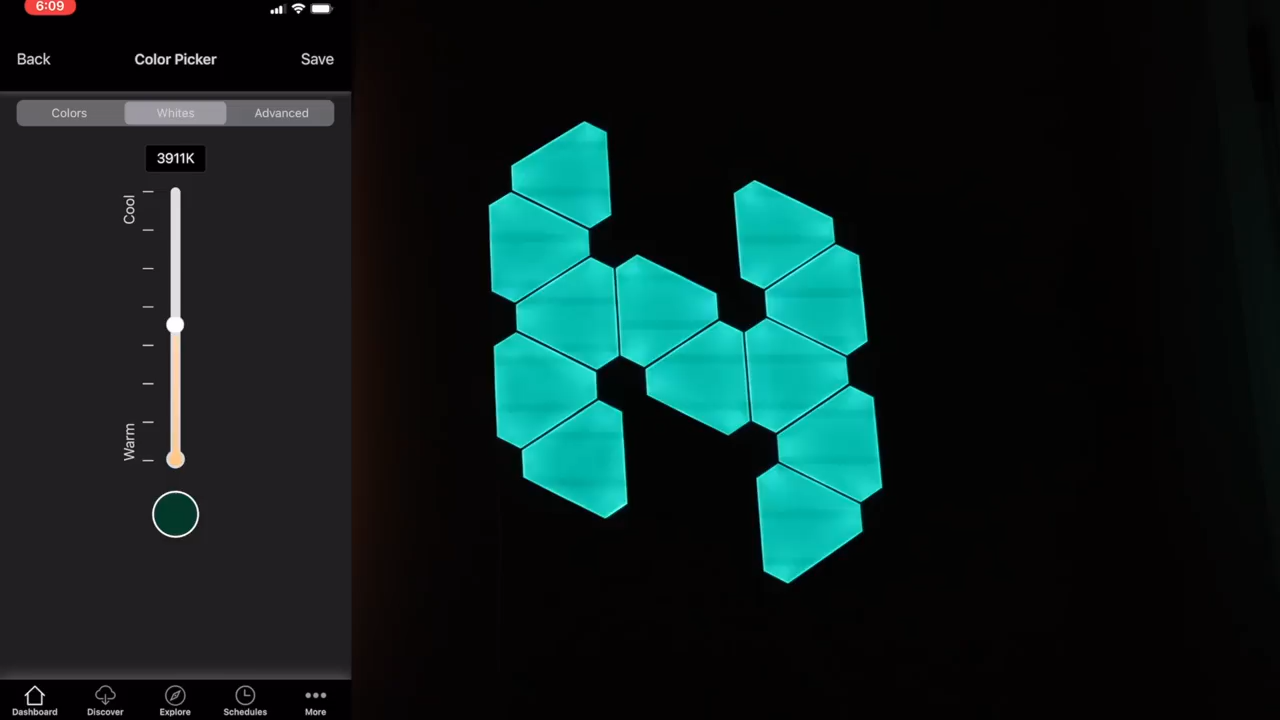 6:09
Back
Color Picker
Save
Colors
Whites
Advanced
3911K
Cool
Warm
Dashboard
Discover
Explore
Schedules
More